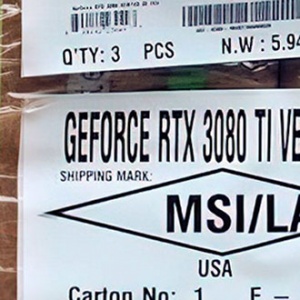 Q'TY: 3 PCS N.W : 5.94
GEFORCE RTX 3080 TI VE
SHIPPING MARK:
MSI/LA
USA
Carton No: 1 F –